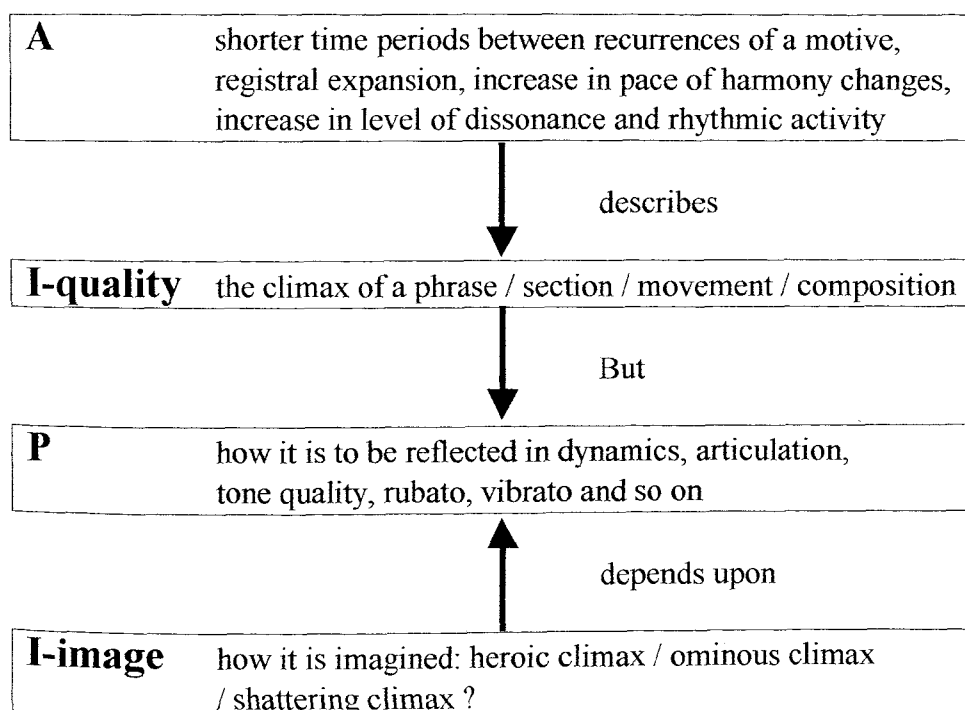 A shorter time periods between recurrences of a motive,
registral expansion, increase in pace of harmony changes,
increase in level of dissonance and rhythmic activity
describes
I-quality the climax of a phrase / section / movement / composition
But
P how it is to be reflected in dynamics, articulation,
tone quality, rubato, vibrato and so on
depends upon
I-image how it is imagined: heroic climax / ominous climax
/ shattering climax ?